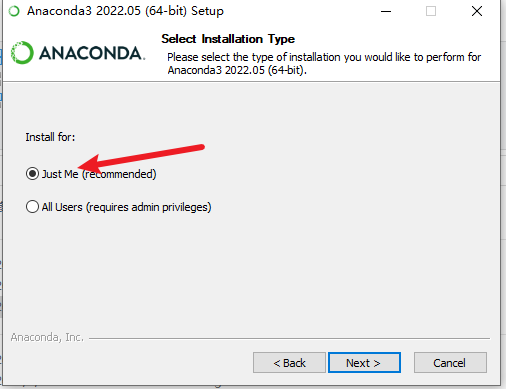 Anaconda3 2022.05 (64-bit) Setup
Select Installation Type
ANACONDA.
Please select the type of installation you would like to perform for
Anaconda3 2022.05 (64-bit).
Install for:
Just Me (recommended)
All Users (requires admin privileges)
Anaconda, Inc.
< Back
Next >
Cancel